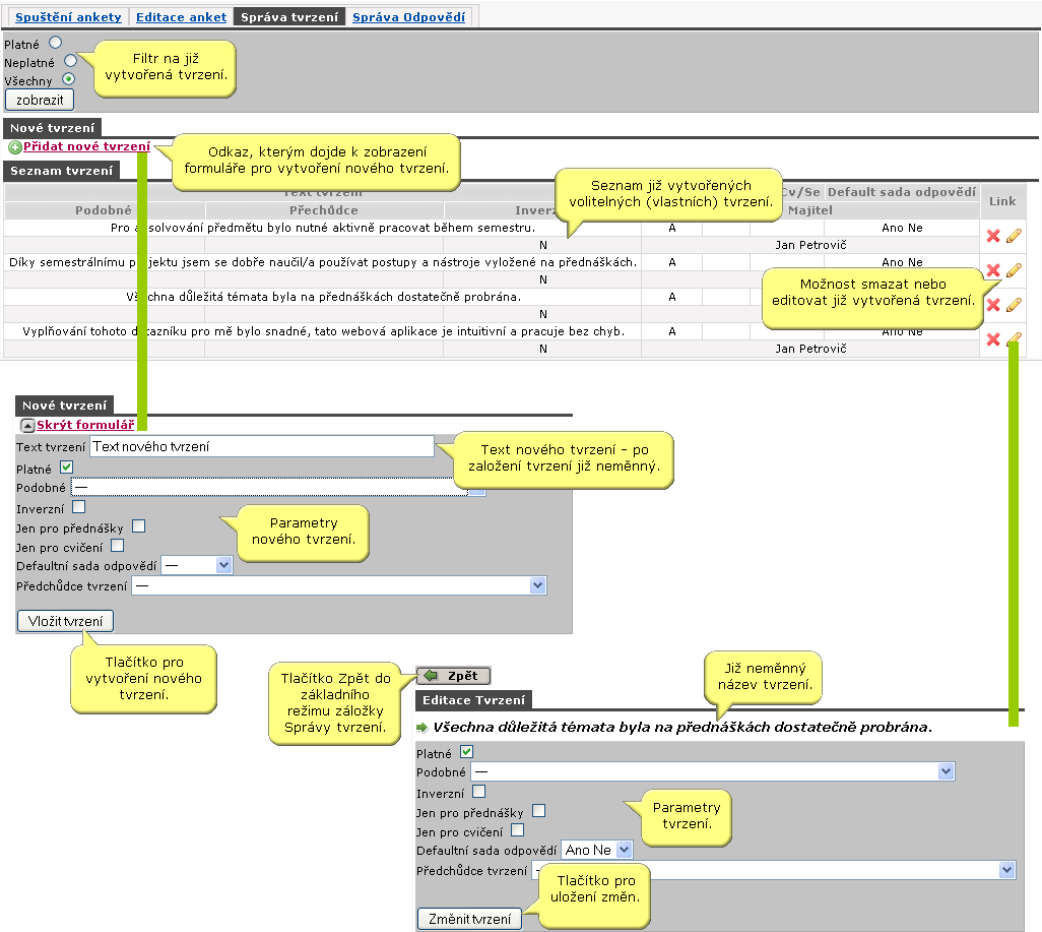 Spuštění ankety Editace anket Správa tvrzení Správa Odpovědí
Platné
Neplatné
Všechny
zobrazit
Filtr na již
vytvořená tvrzení.
Nové tvrzení
Přidat nové tvrzení
Odkaz, kterým dojde k zobrazení
formuláře pro vytvoření nového tvrzení.
Seznam tvrzení
Seznam již vytvořených
volitelných (vlastních) tvrzení.
Text tvrzení Cv/Se Default sada odpovědí Link
Podobné Přechůdce Majitel
Pro absolvování předmětu bylo nutné aktivně pracovat během semestru. A Ano Ne
N Jan Petrovič
Díky semestrálnímu projektu jsem se dobře naučil/a používat postupy a nástroje vyložené na přednáškách. A Ano Ne
N
Možnost smazat nebo
editovat již vytvořená tvrzení.
Všechna důležitá témata byla na přednáškách dostatečně probrána. A
N
Vyplňování tohoto dotazníku pro mě bylo snadné, tato webová aplikace je intuitivní a pracuje bez chyb. A Ano Ne
N Jan Petrovič
Nové tvrzení
Skrýt formulář
Text tvrzení Text nového tvrzení
Platné
Podobné —
Inverzní
Jen pro přednášky
Jen pro cvičení
Defaultní sada odpovědí —
Předchůdce tvrzení —
Vložit tvrzení
Text nového tvrzení - po
založení tvrzení již neměnný.
Parametry
nového tvrzení.
Tlačítko pro
vytvoření nového
tvrzení.
Tlačítko Zpět do
základního
režimu záložky
Správy tvrzení.
Zpět
Již neměnný
název tvrzení.
Editace Tvrzení
Všechna důležitá témata byla na přednáškách dostatečně probrána.
Platné
Podobné —
Inverzní
Jen pro přednášky
Jen pro cvičení
Defaultní sada odpovědí Ano Ne
Předchůdce tvrzení
Změnit tvrzení
Parametry
tvrzení.
Tlačítko pro
uložení změn.